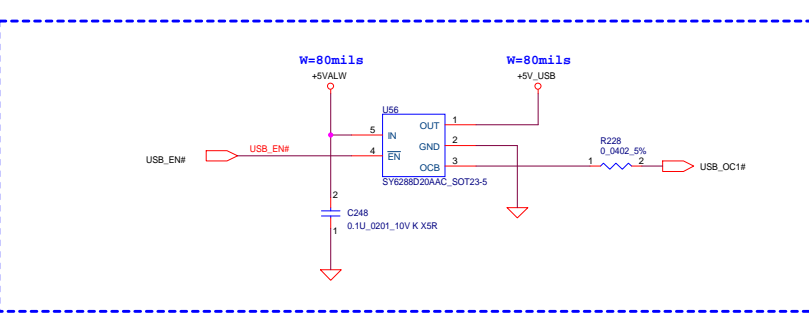 W=80mils
+5VALW
W=80mils
+5V_USB
U56
5
IN
OUT
1
GND
2
4
EN
OCB
3
SY6288D20AAC_SOT23-5
USB_EN#
USB_EN#
R228
0_0402_5%
1
2
USB_OC1#
2
C248
0.1U_0201_10V K X5R
1